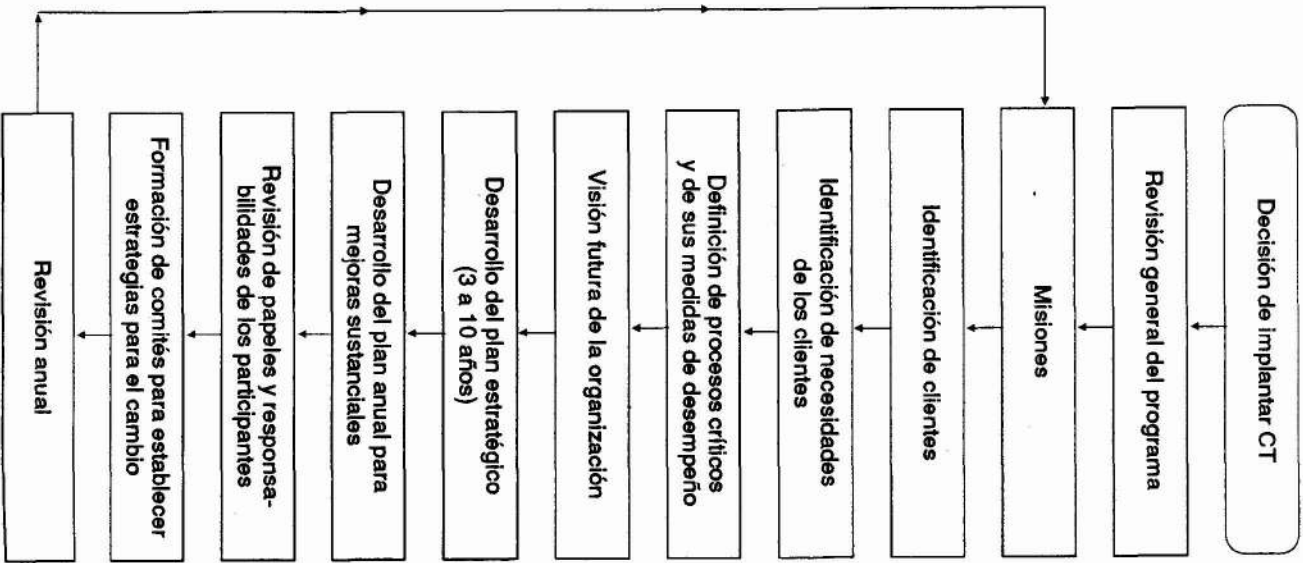 Decisión de implantar CT
Revisión general del programa
Misiones
Identificación de clientes
Identificación de necesidades
de los clientes
Definición de procesos críticos
y de sus medidas de desempeño
Visión futura de la organización
Desarrollo del plan estratégico
(3 a 10 años)
Desarrollo del plan anual para
mejoras sustanciales
Revisión de papeles y responsa-
bilidades de los participantes
Formación de comités para establecer
estrategias para el cambio
Revisión anual